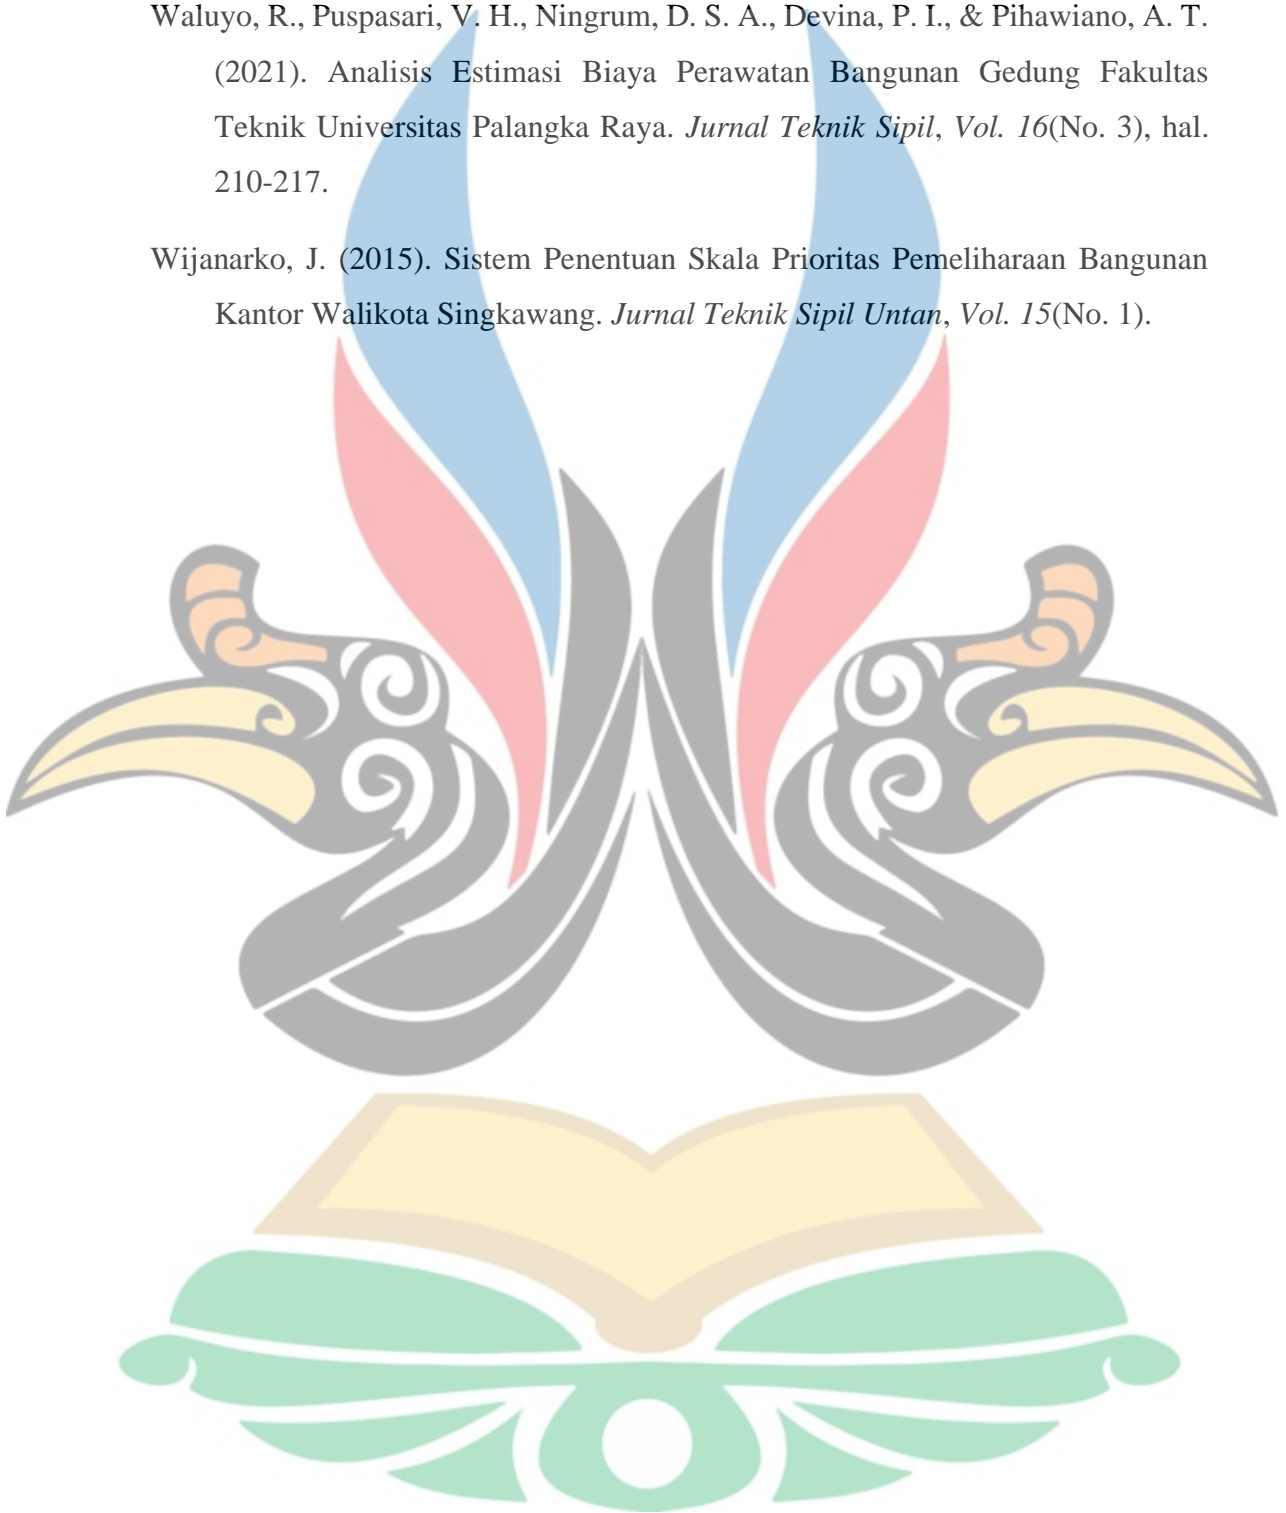 Waluyo, R., Puspasari, V. H., Ningrum, D. S. A., Devina, P. I., & Pihawiano, A. T.
(2021). Analisis Estimasi Biaya Perawatan Bangunan Gedung Fakultas
Teknik Universitas Palangka Raya. Jurnal Teknik Sipil, Vol. 16(No. 3), hal.
210-217.
Wijanarko, J. (2015). Sistem Penentuan Skala Prioritas Pemeliharaan Bangunan
Kantor Walikota Singkawang. Jurnal Teknik Sipil Untan, Vol. 15(No. 1).